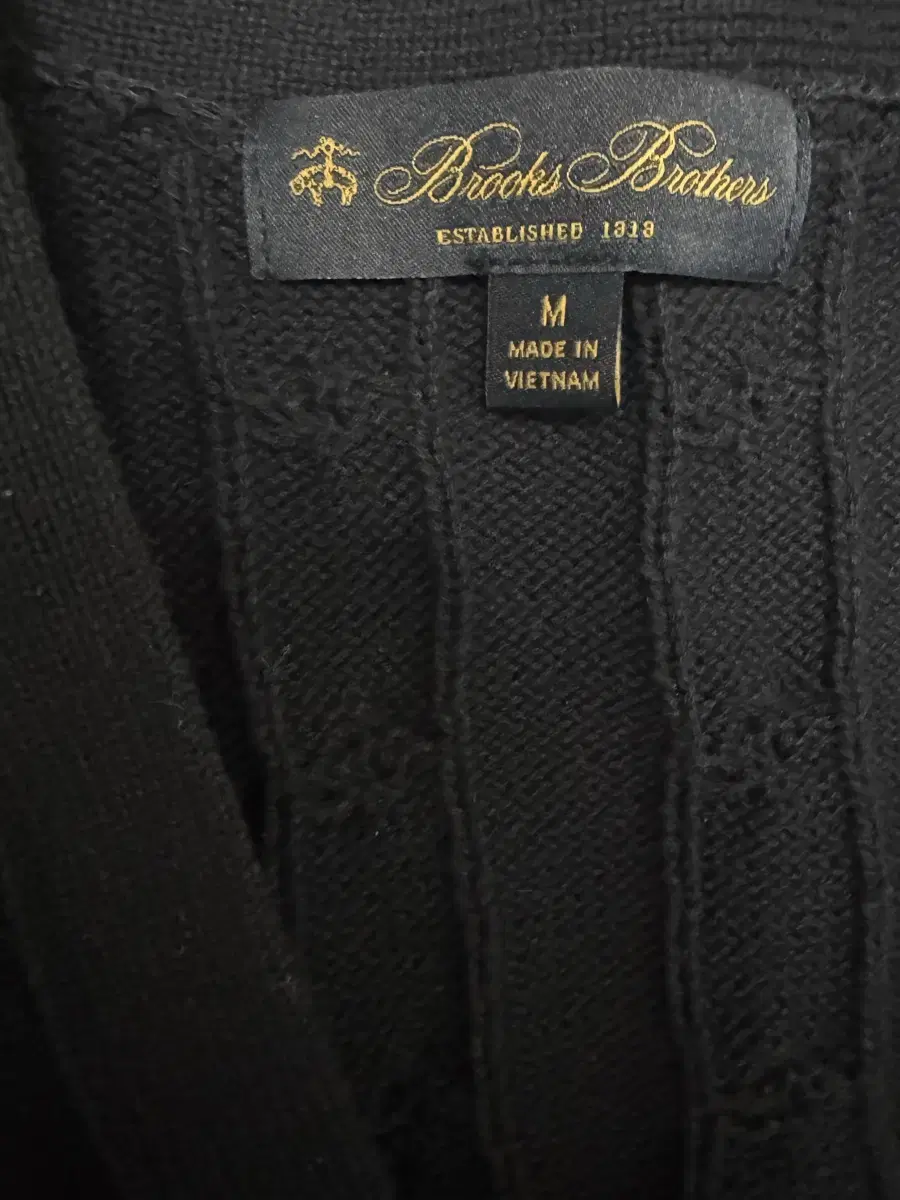 Brooks Brothers
ESTABLISHED 1818
M
MADE IN
VIETNAM